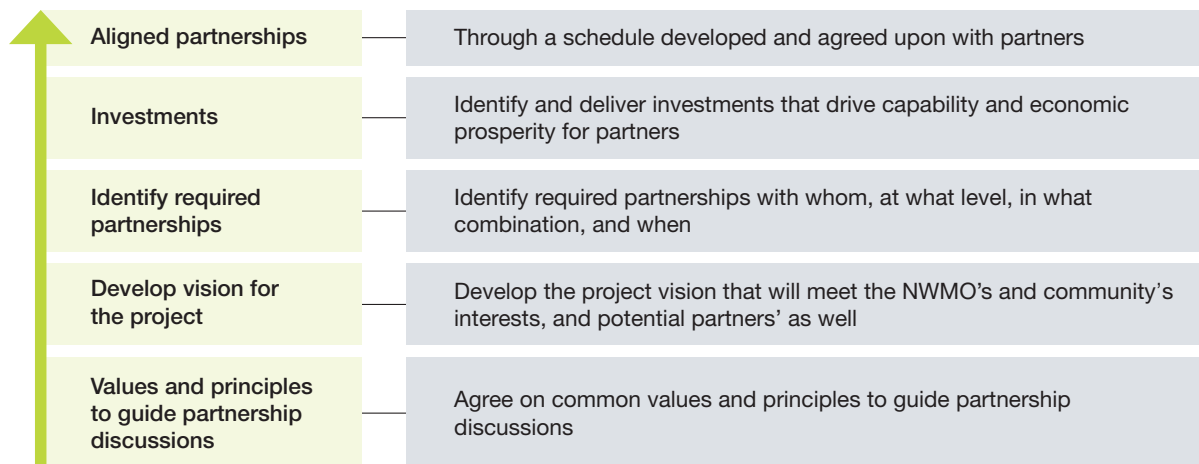 Aligned partnerships
Through a schedule developed and agreed upon with partners
Investments
Identify and deliver investments that drive capability and economic
prosperity for partners
Identify required
partnerships
Identify required partnerships with whom, at what level, in what
combination, and when
Develop vision for
the project
Develop the project vision that will meet the NWMO’s and community’s
interests, and potential partners’ as well
Values and principles
to guide partnership
discussions
Agree on common values and principles to guide partnership
discussions